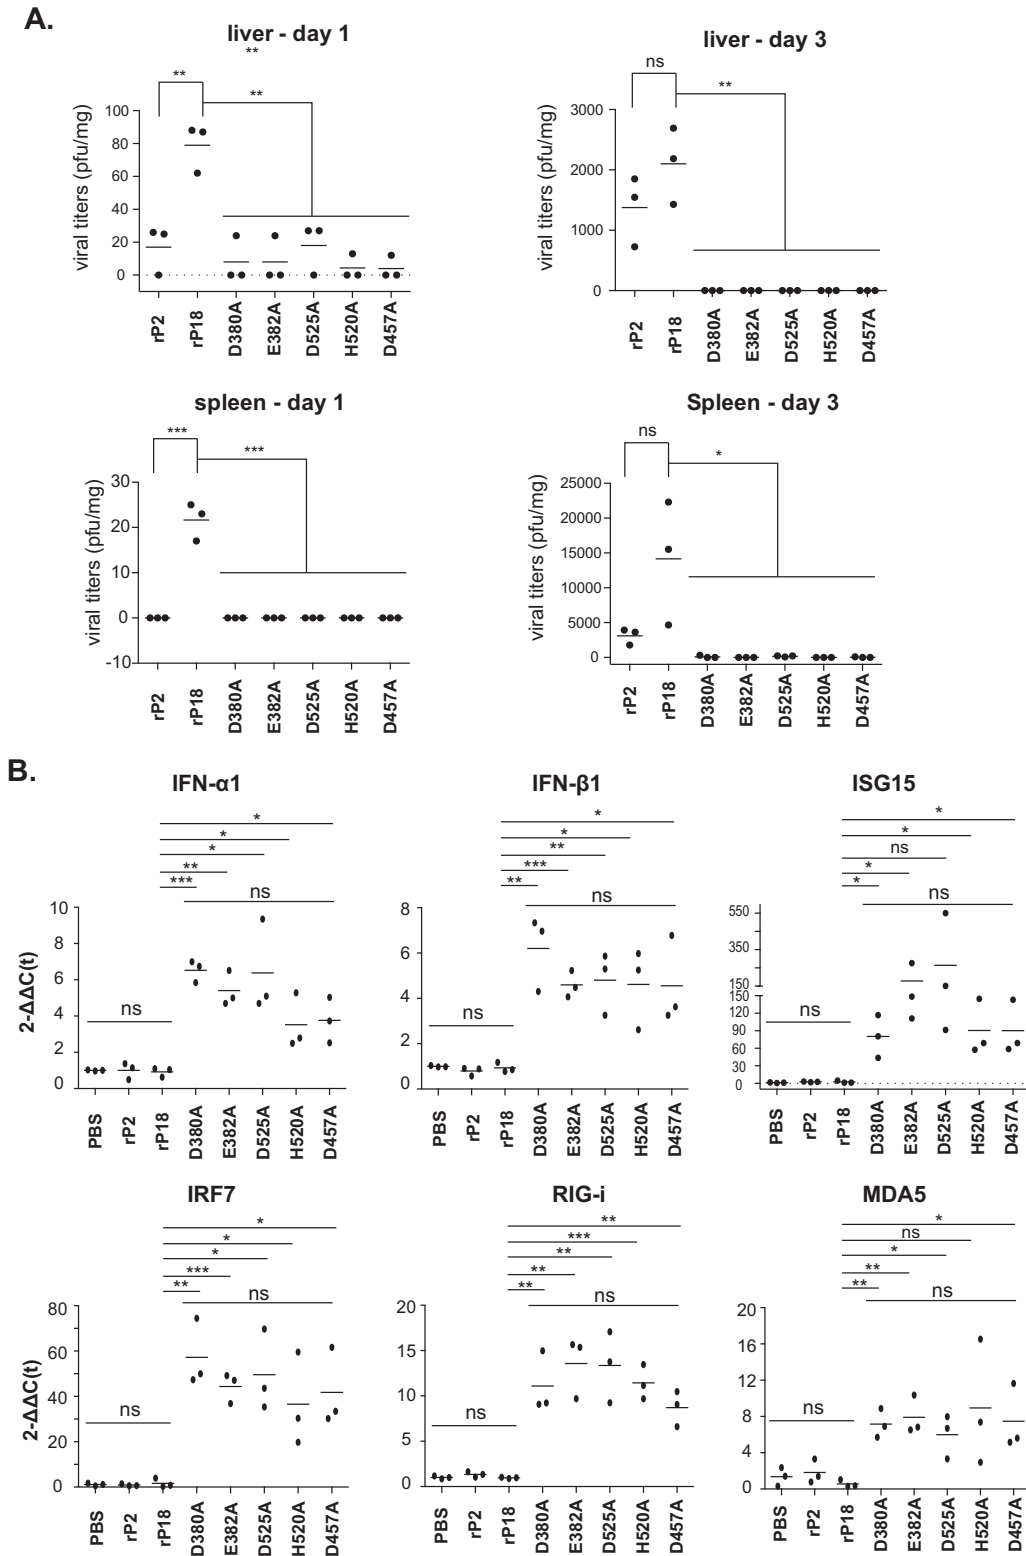 A.
liver - day 1
**
**
**
viral titers (pfu/mg)
100
80
60
40
20
0
rP2
rP18
D380A
E382A
D525A
H520A
D457A
liver - day 3
ns
**
viral titers (pfu/mg)
3000
2000
1000
0
rP2
rP18
D380A
E382A
D525A
H520A
D457A
spleen - day 1
***
***
viral titers (pfu/mg)
30
20
10
0
-10
rP2
rP18
D380A
E382A
D525A
H520A
D457A
Spleen - day 3
ns
*
viral titers (pfu/mg)
25000
20000
15000
10000
5000
0
rP2
rP18
D380A
E382A
D525A
H520A
D457A
B.
IFN-α1
*
*
*
**
***
ns
ns
2-ΔΔC(t)
10
8
6
4
2
0
PBS
rP2
rP18
D380A
E382A
D525A
H520A
D457A
IFN-β1
*
*
**
***
**
ns
ns
8
6
4
2
0
PBS
rP2
rP18
D380A
E382A
D525A
H520A
D457A
ISG15
*
*
ns
*
*
ns
ns
550
350
150
120
90
60
30
0
PBS
rP2
rP18
D380A
E382A
D525A
H520A
D457A
IRF7
*
*
*
***
**
ns
ns
2-ΔΔC(t)
80
60
40
20
0
PBS
rP2
rP18
D380A
E382A
D525A
H520A
D457A
RIG-i
**
***
**
**
**
ns
ns
20
15
10
5
0
PBS
rP2
rP18
D380A
E382A
D525A
H520A
D457A
MDA5
*
ns
*
**
**
ns
ns
20
16
12
8
4
0
PBS
rP2
rP18
D380A
E382A
D525A
H520A
D457A